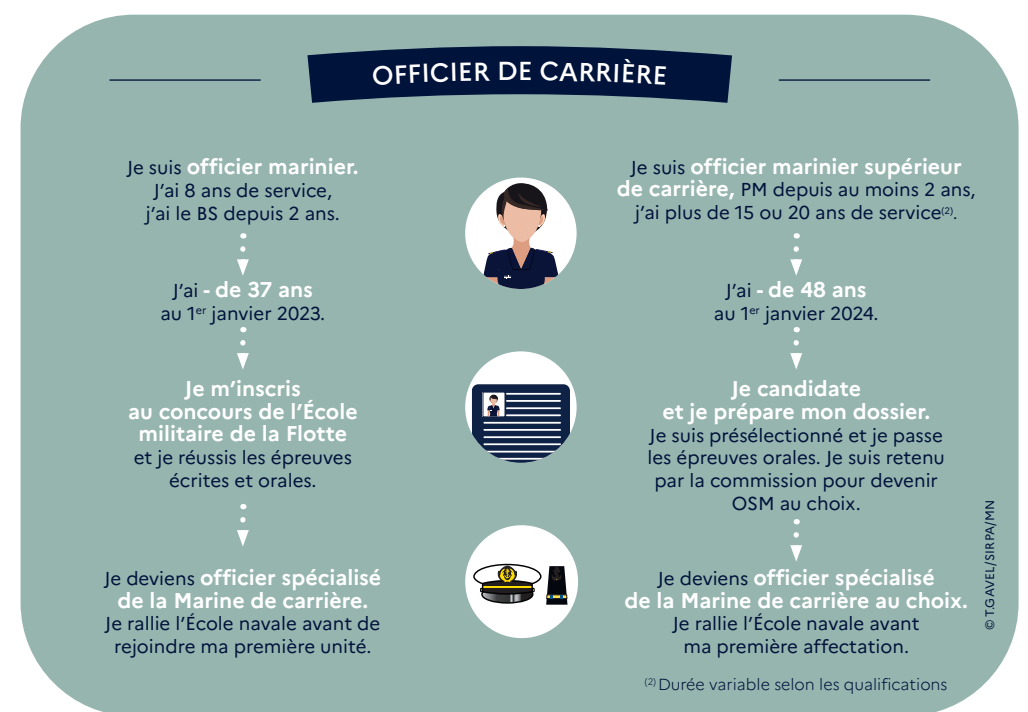 OFFICIER DE CARRIÈRE
Je suis officier marinier.
J’ai 8 ans de service,
j’ai le BS depuis 2 ans.
J’ai - de 37 ans
au 1er janvier 2023.
Je m’inscris
au concours de l’École
militaire de la Flotte
et je réussis les épreuves
écrites et orales.
Je deviens officier spécialisé
de la Marine de carrière.
Je rallie l’École navale avant de
rejoindre ma première unité.
Je suis officier marinier supérieur
de carrière, PM depuis au moins 2 ans,
j’ai plus de 15 ou 20 ans de service(2).
J’ai - de 48 ans
au 1er janvier 2024.
Je candidate
et je prépare mon dossier.
Je suis présélectionné et je passe
les épreuves orales. Je suis retenu
par la commission pour devenir
OSM au choix.
Je deviens officier spécialisé
de la Marine de carrière au choix.
Je rallie l’École navale avant
ma première affectation.
(2) Durée variable selon les qualifications
© T.GAVEL/SIRPA/MN